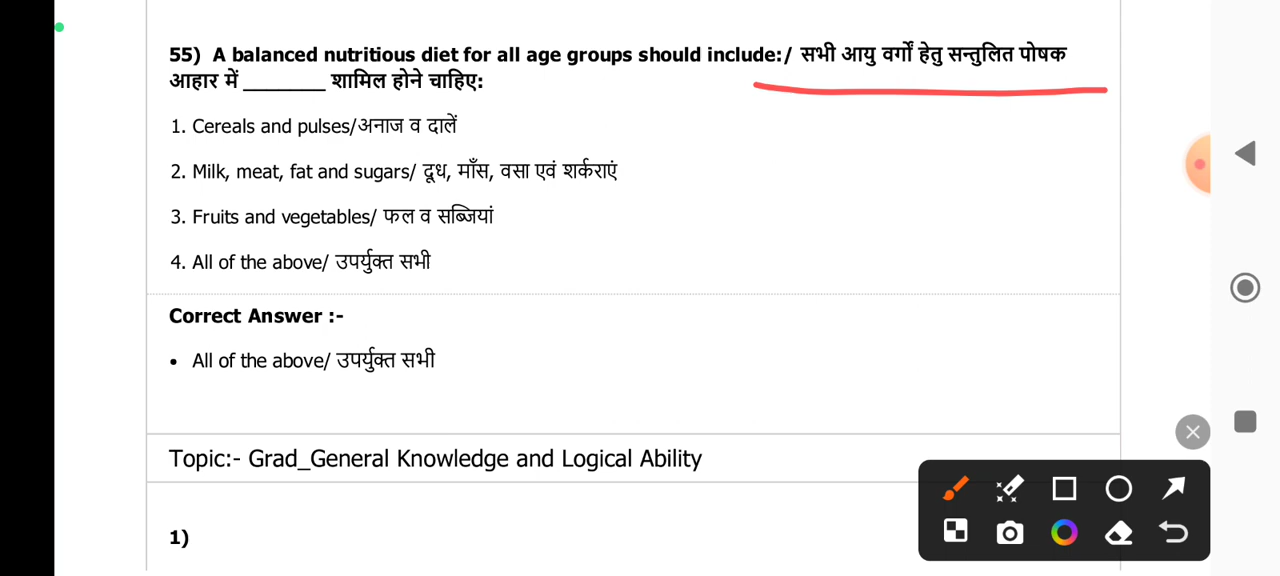 55) A balanced nutritious diet for all age groups should include:/ सभी आयु वर्गों हेतु सन्तुलित पोषक
आहार में _______ शामिल होने चाहिए:
1. Cereals and pulses/अनाज व दालें
2. Milk, meat, fat and sugars/ दूध, माँस, वसा एवं शर्कराएं
3. Fruits and vegetables/ फल व सब्जियां
4. All of the above/ उपर्युक्त सभी
Correct Answer :-
• All of the above/ उपर्युक्त सभी
Topic:- Grad_General Knowledge and Logical Ability
1)